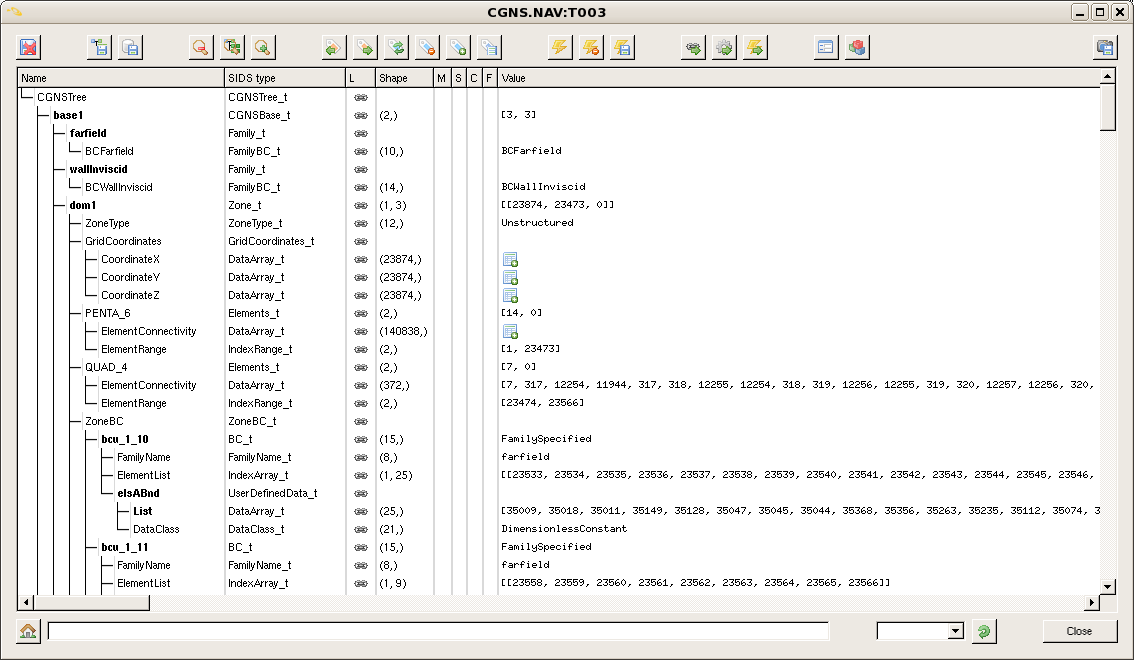 CGNS.NAV:T003
Name SIDS type L Shape M S C F Value
CGNSTree CGNSTree_t
base1 CGNSBase_t (2,) [3, 3]
farfield Family_t
BCFarfield FamilyBC_t (10,) BCFarfield
wallInviscid Family_t
BCWallInviscid FamilyBC_t (14,) BCWallInviscid
dom1 Zone_t (1, 3) [[23874, 23473, 0]]
ZoneType ZoneType_t (12,) Unstructured
GridCoordinates GridCoordinates_t
CoordinateX DataArray_t (23874,)
CoordinateY DataArray_t (23874,)
CoordinateZ DataArray_t (23874,)
PENTA_6 Elements_t (2,) [14, 0]
ElementConnectivity DataArray_t (140838,)
ElementRange IndexRange_t (2,) [1, 23473]
QUAD_4 Elements_t (2,) [7, 0]
ElementConnectivity DataArray_t (372,) [7, 317, 12254, 11944, 317, 318, 12255, 12254, 318, 319, 12256, 12255, 319, 320, 12257, 12256, 320,
ElementRange IndexRange_t (2,) [23474, 23566]
ZoneBC ZoneBC_t
bcu_1_10 BC_t (15,) FamilySpecified
FamilyName FamilyName_t (8,) farfield
ElementList IndexArray_t (1, 25) [[23533, 23534, 23535, 23536, 23537, 23538, 23539, 23540, 23541, 23542, 23543, 23544, 23545, 23546,
elsABnd UserDefinedData_t
List DataArray_t (25,) [35009, 35018, 35011, 35149, 35128, 35047, 35045, 35044, 35368, 35356, 35263, 35235, 35112, 35074, 3
DataClass DataClass_t (21,) DimensionlessConstant
bcu_1_11 BC_t (15,) FamilySpecified
FamilyName FamilyName_t (8,) farfield
ElementList IndexArray_t (1, 9) [[23558, 23559, 23560, 23561, 23562, 23563, 23564, 23565, 23566]]
Close